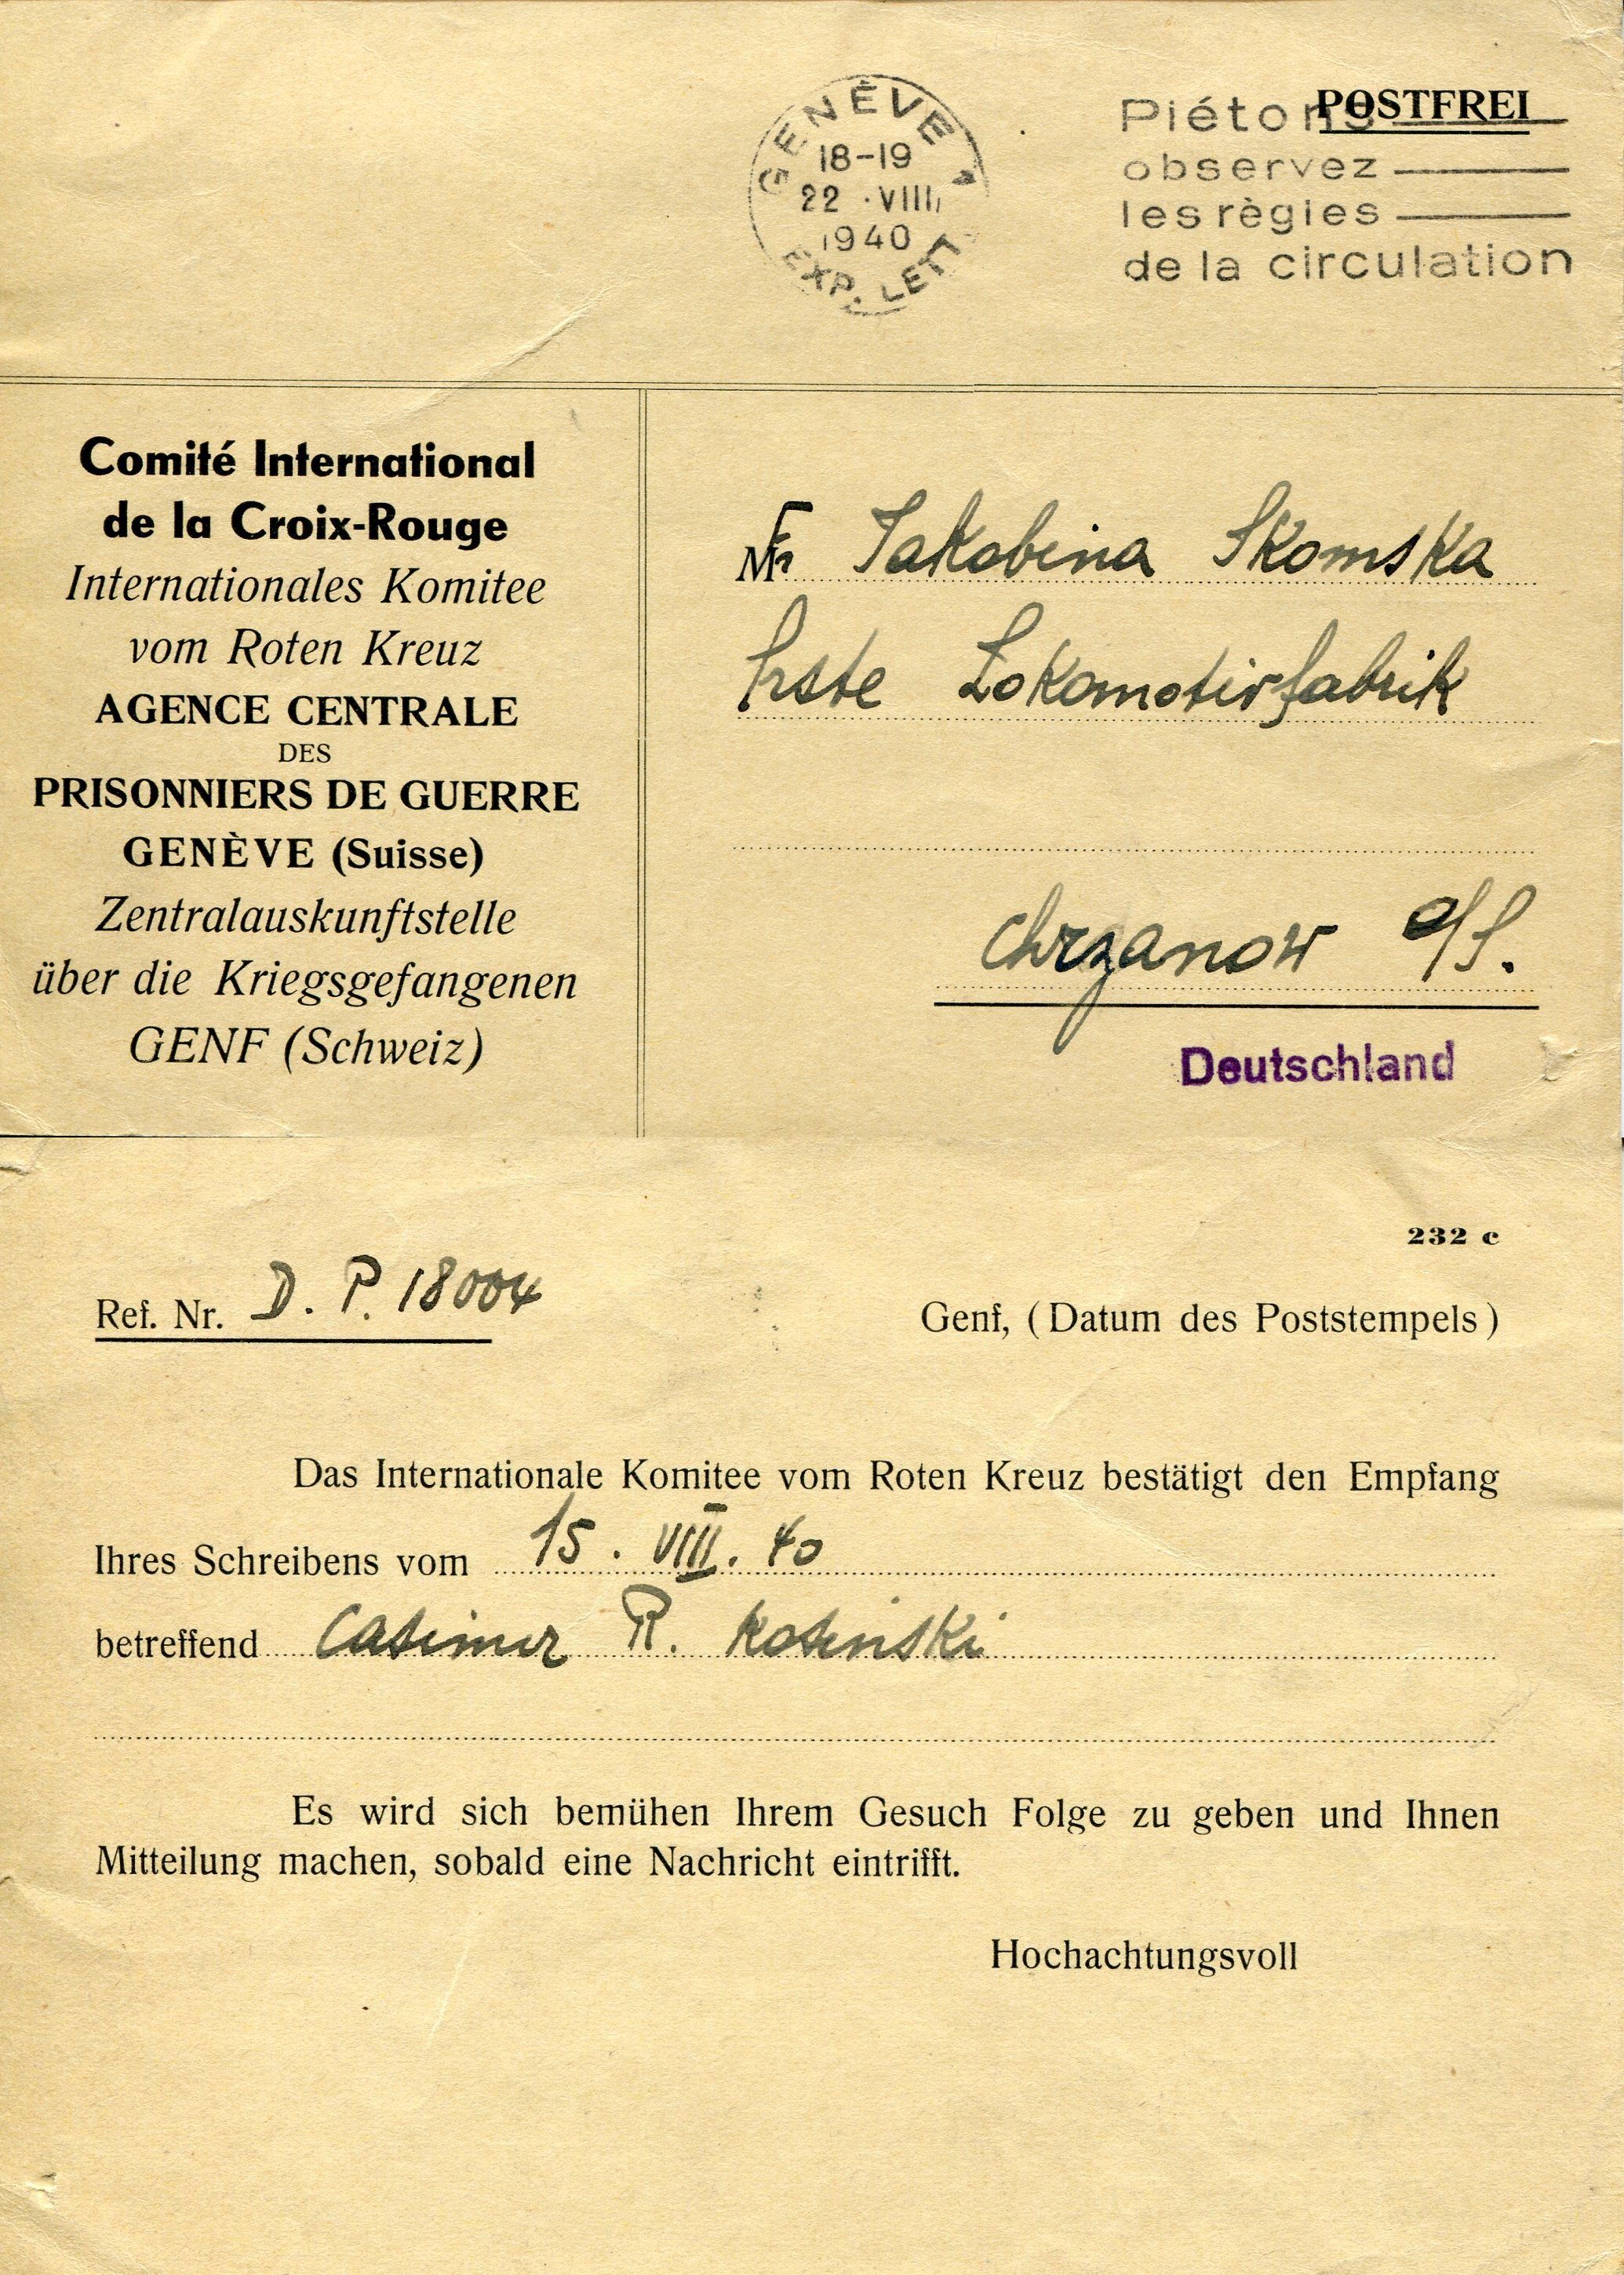 GENÈVE 1
18-19
22 ·VIII
1940
EXP. LETT
POSTFREI
Piétons
observez
les règles
de la circulation
Comité International
de la Croix-Rouge
Internationales Komitee
vom Roten Kreuz
AGENCE CENTRALE
DES
PRISONNIERS DE GUERRE
GENÈVE (Suisse)
Zentralauskunftstelle
über die Kriegsgefangenen
GENF (Schweiz)
Fr Jakobina Skomska
Erste Lokomotivfabrik
Chrzanow O/S.
Deutschland
232 c
Ref. Nr. D. P. 18004
Genf, (Datum des Poststempels)
Das Internationale Komitee vom Roten Kreuz bestätigt den Empfang
Ihres Schreibens vom 15. VIII. 40
betreffend Casimir R. Kosinski
Es wird sich bemühen Ihrem Gesuch Folge zu geben und Ihnen
Mitteilung machen, sobald eine Nachricht eintrifft.
Hochachtungsvoll